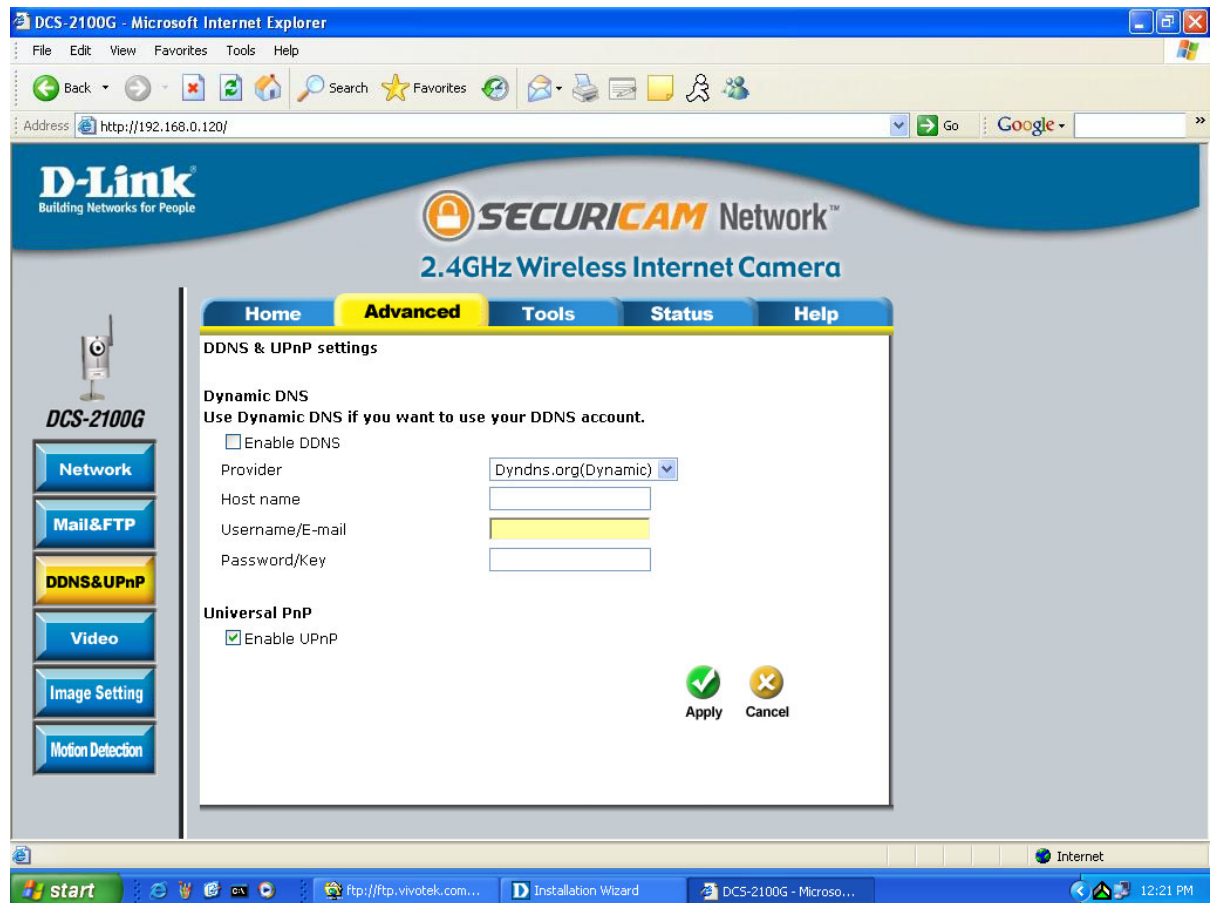 DCS-2100G - Microsoft Internet Explorer
File Edit View Favorites Tools Help
Back Search Favorites
Address http://192.168.0.120/ Go Google »
D-Link®
Building Networks for People
SECURICAM Network™
2.4GHz Wireless Internet Camera
Home Advanced Tools Status Help
DCS-2100G
Network
Mail&FTP
DDNS&UPnP
Video
Image Setting
Motion Detection
DDNS & UPnP settings
Dynamic DNS
Use Dynamic DNS if you want to use your DDNS account.
Enable DDNS
Provider Dyndns.org(Dynamic)
Host name
Username/E-mail
Password/Key
Universal PnP
Enable UPnP
Apply Cancel
Internet
start ftp://ftp.vivotek.com... Installation Wizard DCS-2100G - Microso... 12:21 PM